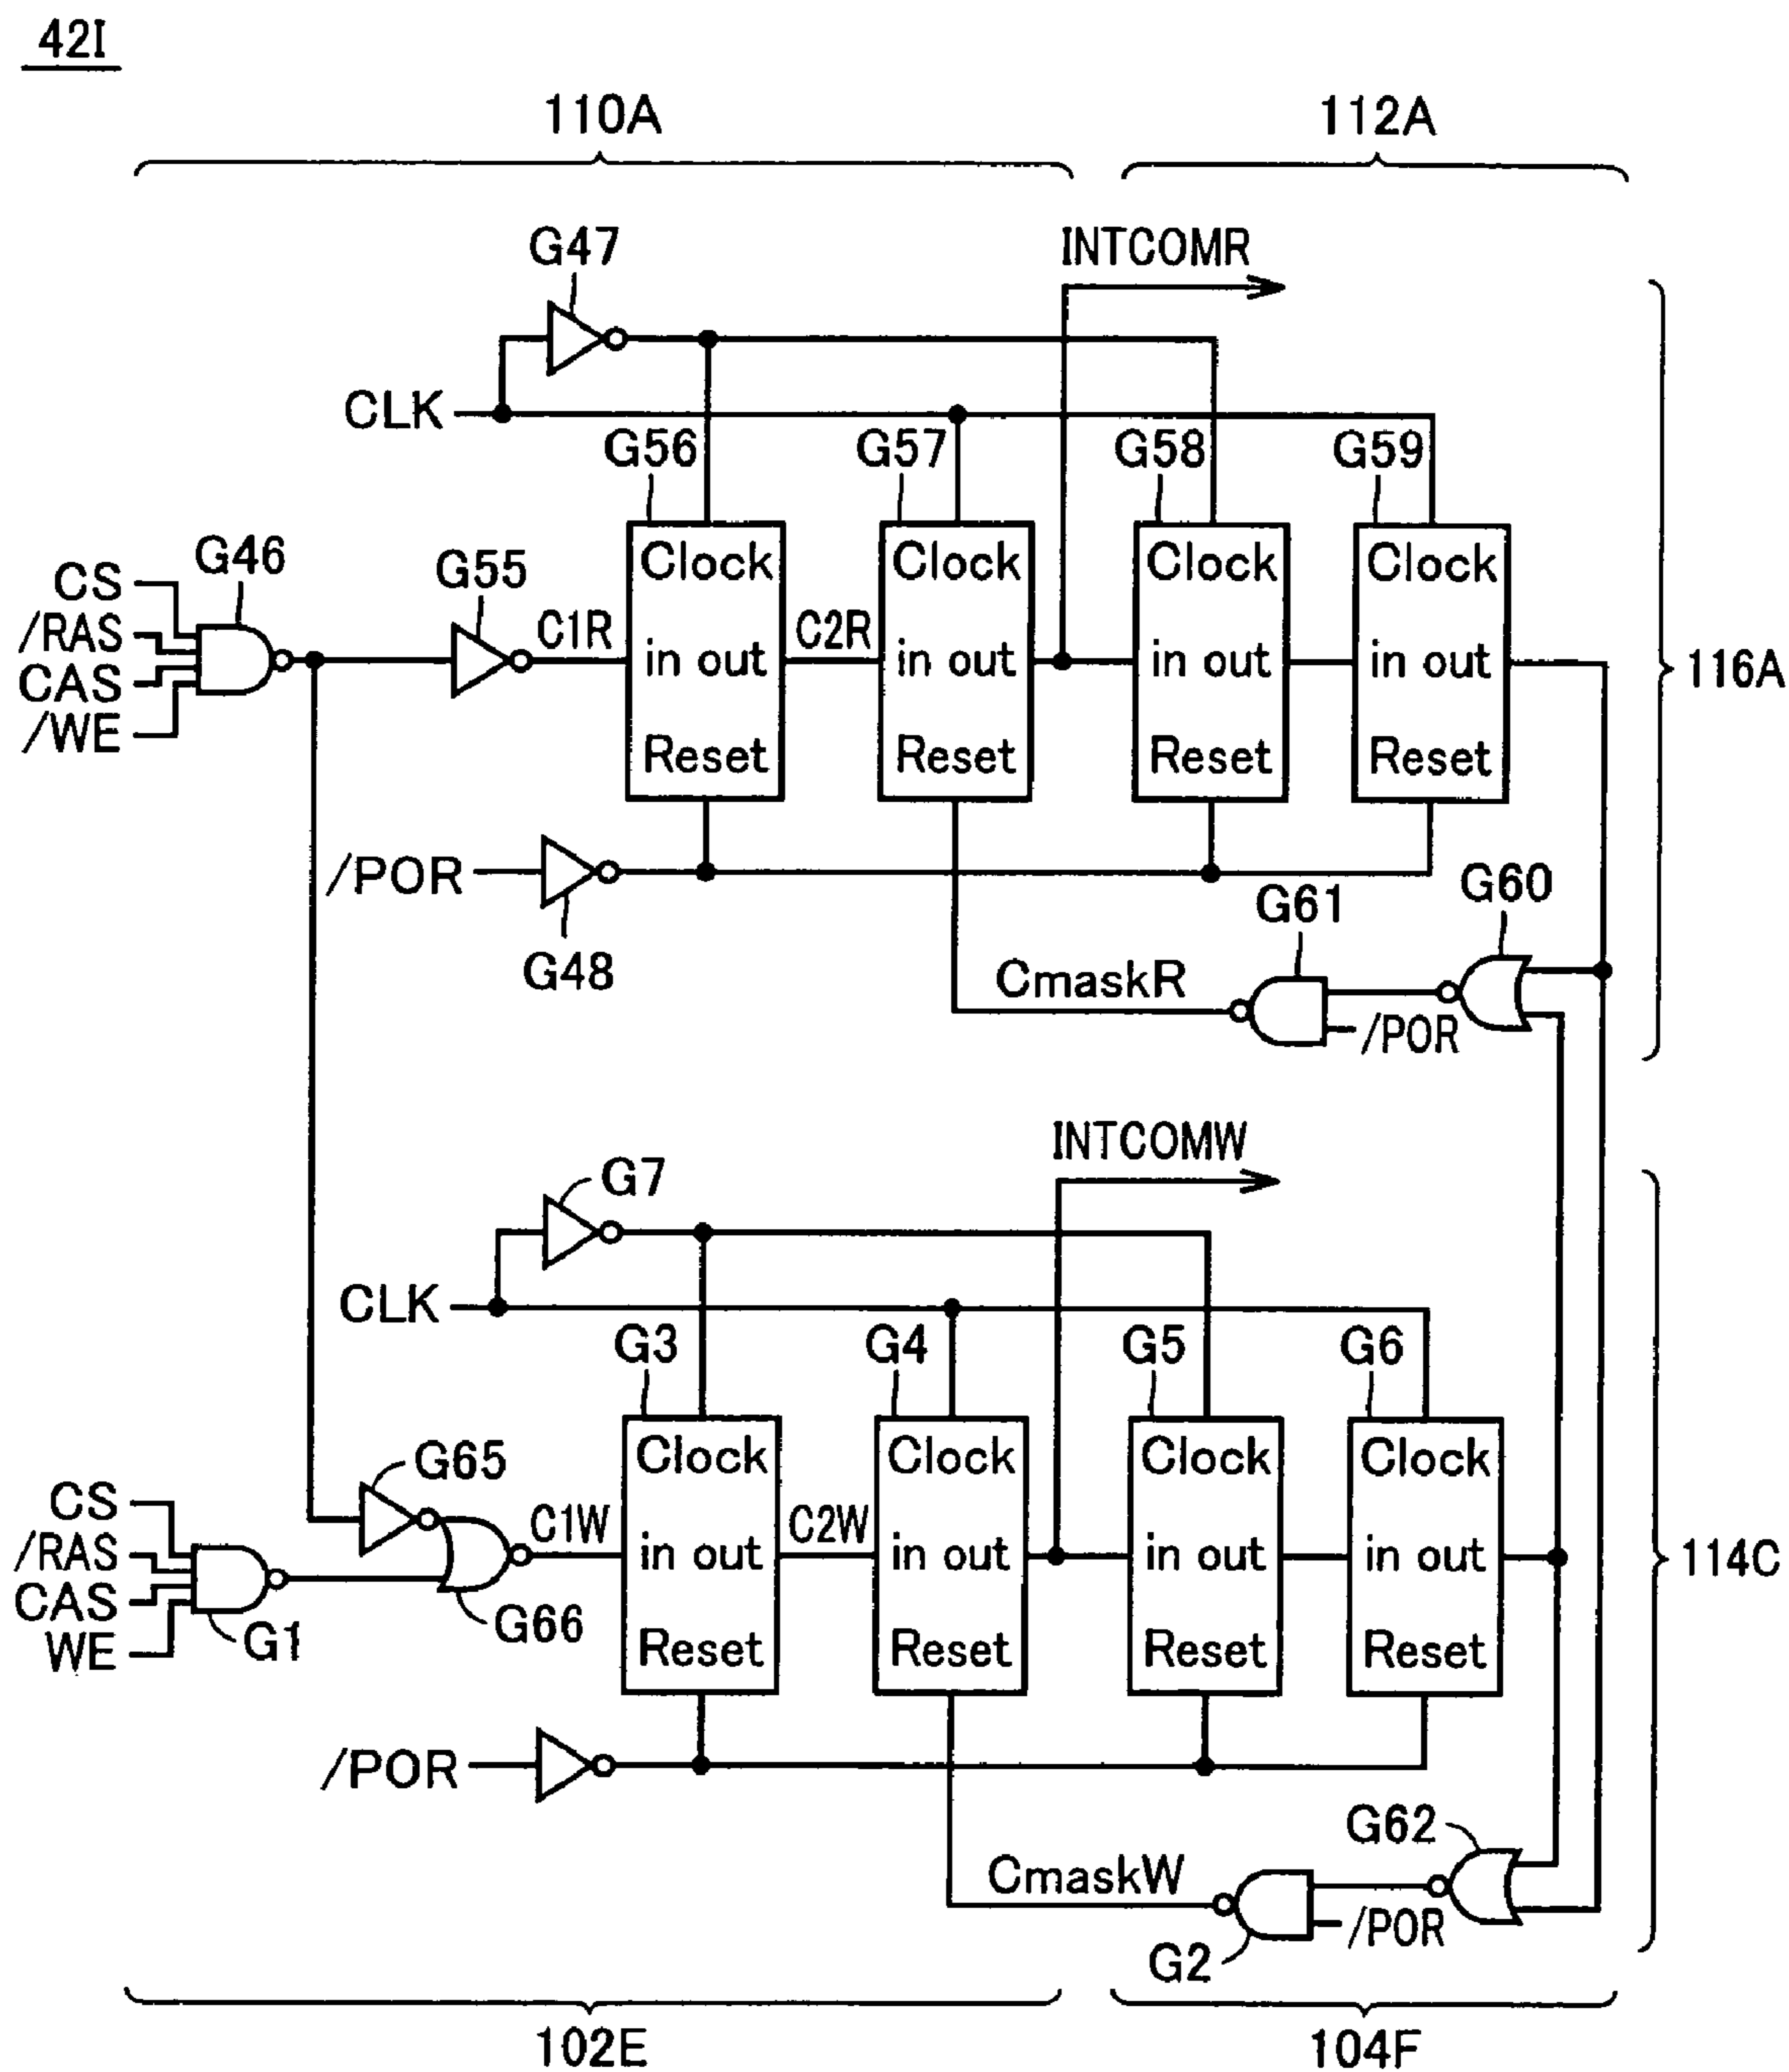 42I
110A
112A
G47
INTCOMR
CLK
G56
G57
G58
G59
CS
/RAS
CAS
/WE
G46
G55
C1R
C2R
Clock
in out
Reset
Clock
in out
Reset
Clock
in out
Reset
Clock
in out
Reset
116A
/POR
G48
CmaskR
G61
/POR
G60
INTCOMW
G7
CLK
G3
G4
G5
G6
G65
CS
/RAS
CAS
WE
G1
G66
C1W
C2W
Clock
in out
Reset
Clock
in out
Reset
Clock
in out
Reset
Clock
in out
Reset
114C
/POR
CmaskW
G2
/POR
G62
102E
104F